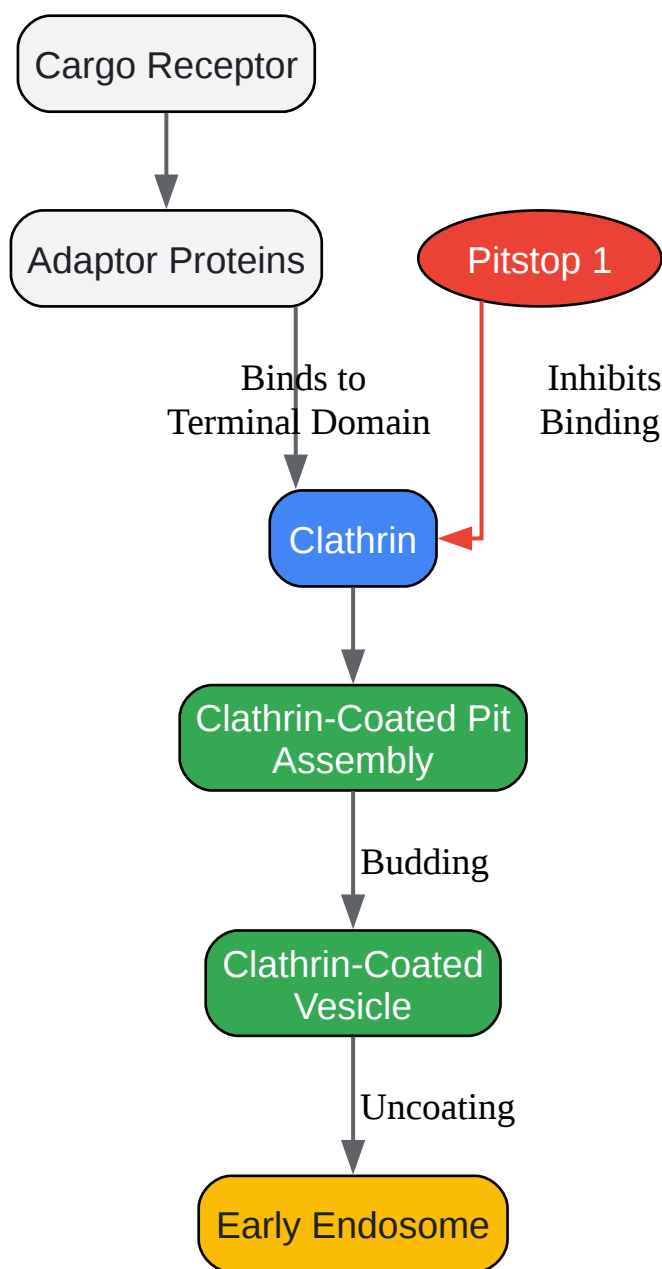 Cargo Receptor
Adaptor Proteins
Pitstop 1
Binds to
Terminal Domain
Inhibits
Binding
Clathrin
Clathrin-Coated Pit
Assembly
Budding
Clathrin-Coated
Vesicle
Uncoating
Early Endosome